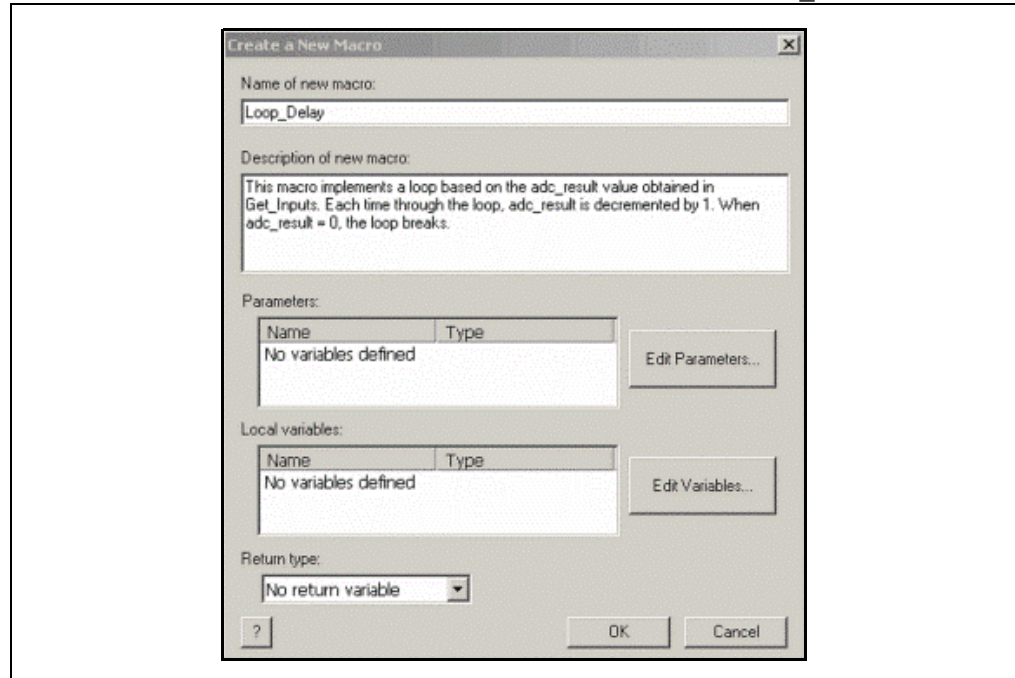 Create a New Macro
Name of new macro:
Loop_Delay
Description of new macro:
This macro implements a loop based on the adc_result value obtained in
Get_Inputs. Each time through the loop, adc_result is decremented by 1. When
adc_result = 0, the loop breaks.
Parameters:
Name Type
No variables defined
Edit Parameters...
Local variables:
Name Type
No variables defined
Edit Variables...
Return type:
No return variable
? OK Cancel